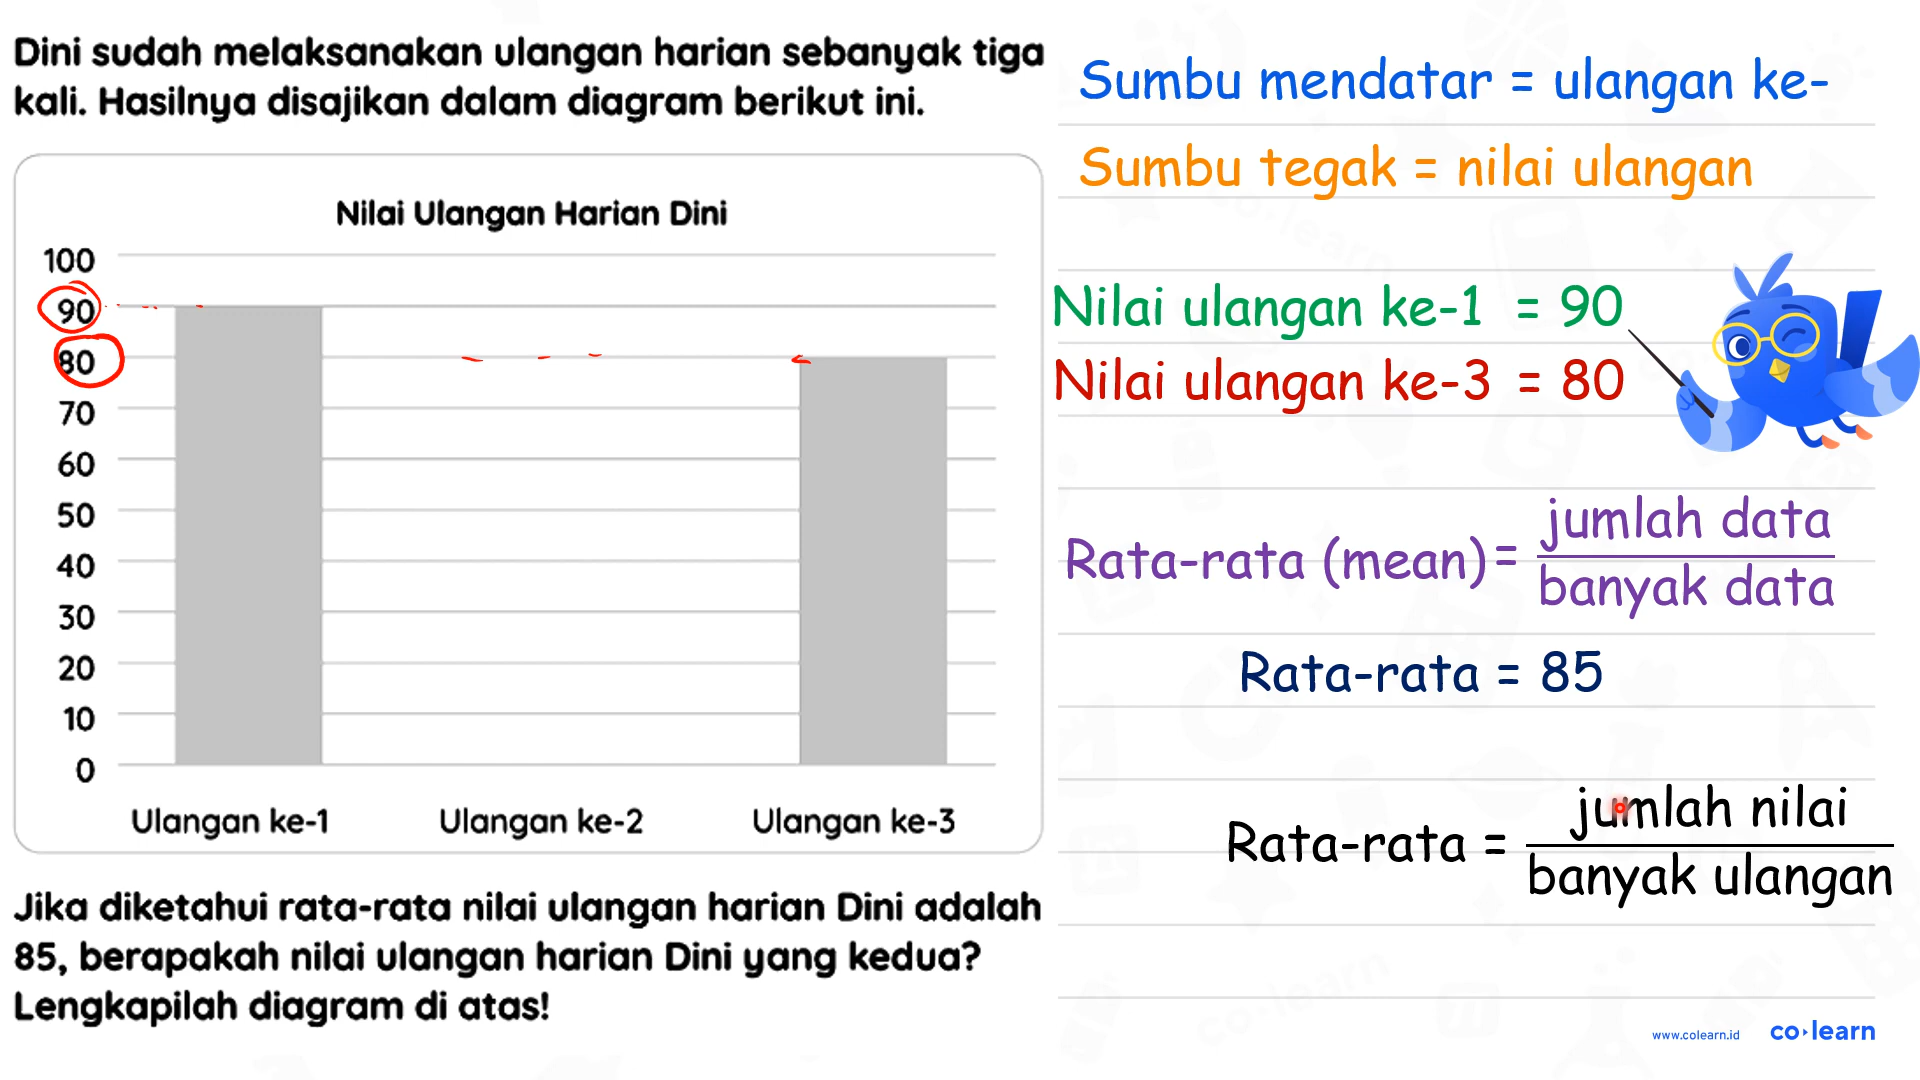 Dini sudah melaksanakan ulangan harian sebanyak tiga
kali. Hasilnya disajikan dalam diagram berikut ini.
Nilai Ulangan Harian Dini
100
90
80
70
60
50
40
30
20
10
0
Ulangan ke-1 Ulangan ke-2 Ulangan ke-3
Jika diketahui rata-rata nilai ulangan harian Dini adalah
85, berapakah nilai ulangan harian Dini yang kedua?
Lengkapilah diagram di atas!
Sumbu mendatar = ulangan ke-
Sumbu tegak = nilai ulangan
Nilai ulangan ke-1 = 90
Nilai ulangan ke-3 = 80
Rata-rata (mean) = jumlah data
banyak data
Rata-rata = 85
Rata-rata = jumlah nilai
banyak ulangan
www.colearn.id co·learn
co·learn
co·learn